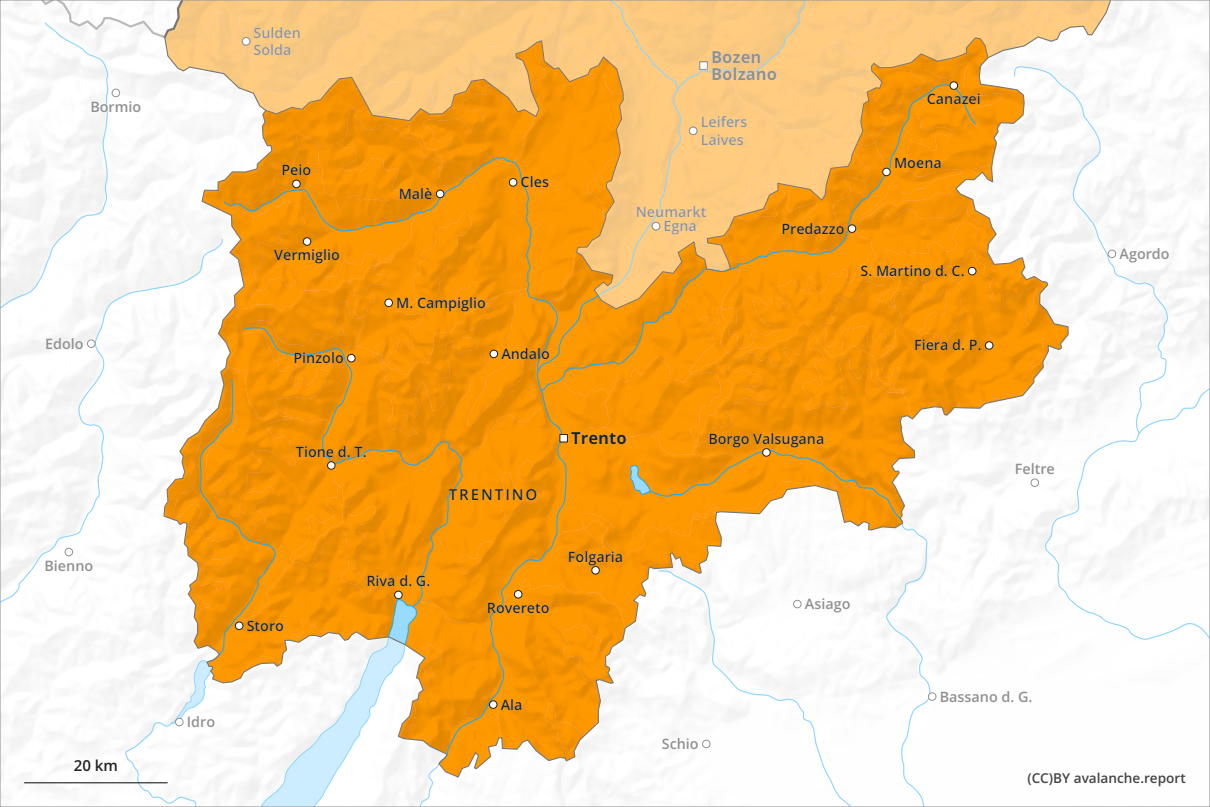 Sulden
Solda
Bozen
Bolzano
Bormio
Canazei
Leifers
Laives
Moena
Peio
Malè
Cles
Neumarkt
Egna
Predazzo
Vermiglio
Agordo
S. Martino d. C.
M. Campiglio
Edolo
Pinzolo
Andalo
Fiera d. P.
Trento
Borgo Valsugana
Tione d. T.
Feltre
TRENTINO
Bienno
Folgaria
Riva d. G.
Rovereto
Asiago
Storo
Bassano d. G.
Ala
Idro
Schio
20 km
(CC)BY avalanche.report